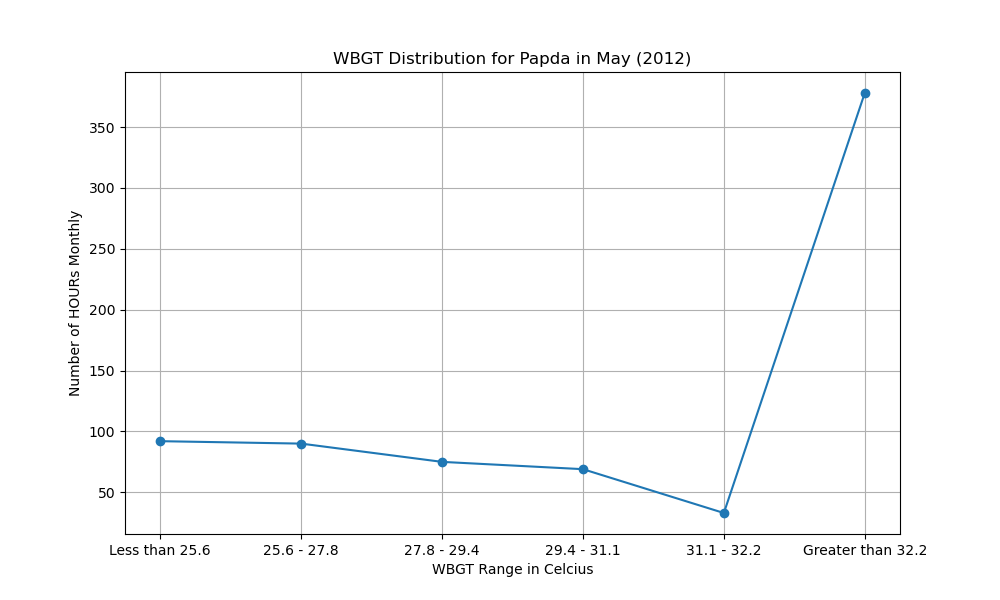 WBGT Distribution for Papda in May (2012)
Number of HOURs Monthly
350
300
250
200
150
100
50
Less than 25.6
25.6 - 27.8
27.8 - 29.4
29.4 - 31.1
31.1 - 32.2
Greater than 32.2
WBGT Range in Celcius